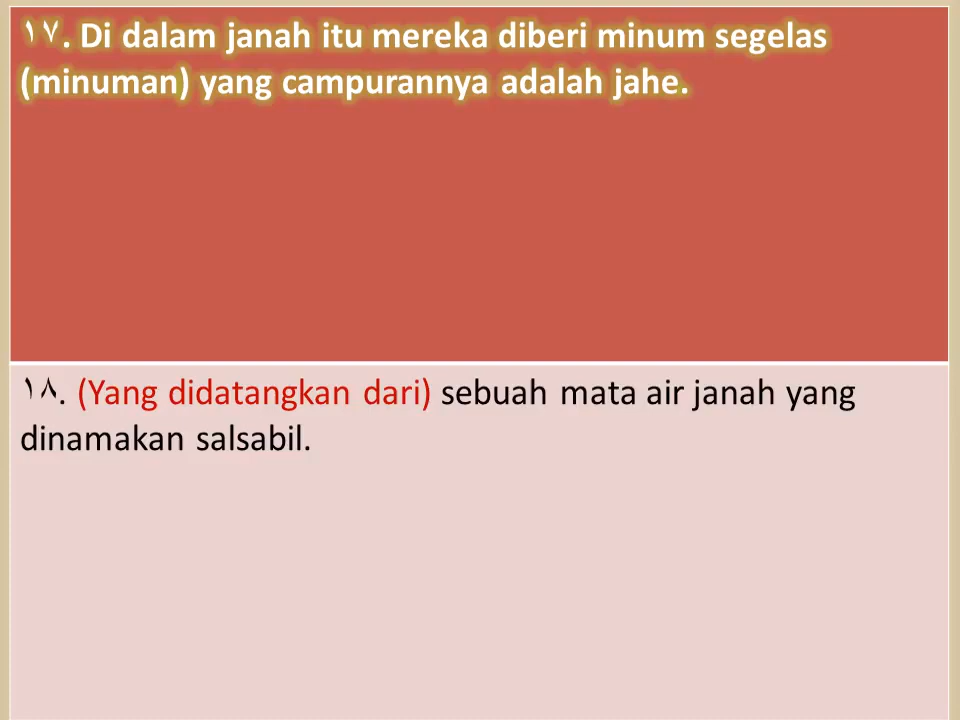 ١٧. Di dalam janah itu mereka diberi minum segelas
(minuman) yang campurannya adalah jahe.
١٨. (Yang didatangkan dari) sebuah mata air janah yang
dinamakan salsabil.